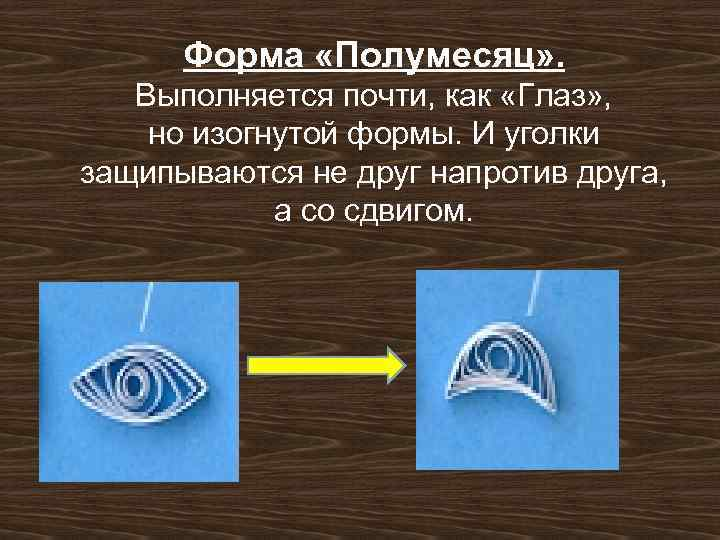 Форма «Полумесяц» .
Выполняется почти, как «Глаз» ,
но изогнутой формы. И уголки
защипываются не друг напротив друга,
а со сдвигом.